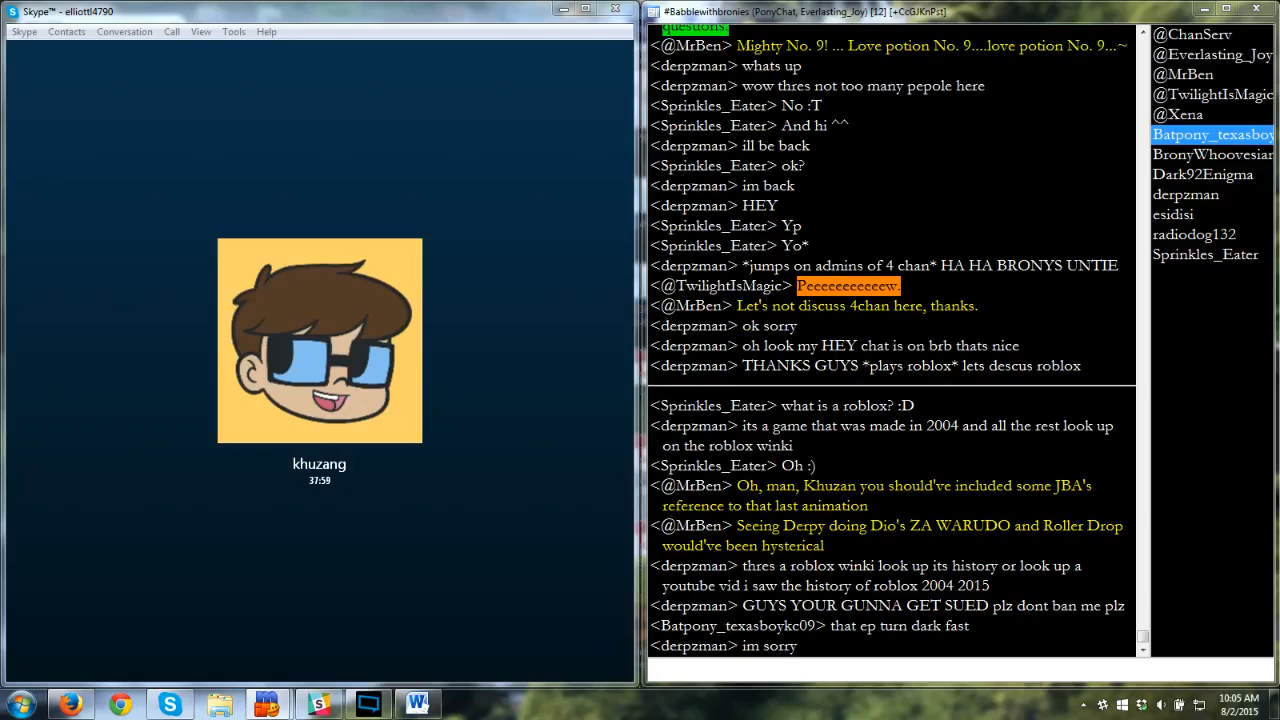 Skype™ - elliottl4790
Contacts Conversation Call View Tools Help
khuzang
37:59
#Babblewithbronies (PonyChat, Everlasting_Joy) [12] [+CcGJKnPst]
questions.
<@MrBen> Mighty No. 9! ... Love potion No. 9....love potion No. 9...~
<derpzman> whats up
<derpzman> wow thres not too many pepole here
<Sprinkles_Eater> No :T
<Sprinkles_Eater> And hi ^^
<derpzman> ill be back
<Sprinkles_Eater> ok?
<derpzman> im back
<derpzman> HEY
<Sprinkles_Eater> Yp
<Sprinkles_Eater> Yo*
<derpzman> *jumps on admins of 4 chan* HA HA BRONYS UNTIE
<@TwilightIsMagic> Peeeeeeeeeeew.
<@MrBen> Let's not discuss 4chan here, thanks.
<derpzman> ok sorry
<derpzman> oh look my HEY chat is on brb thats nice
<derpzman> THANKS GUYS *plays roblox* lets descus roblox
<Sprinkles_Eater> what is a roblox? :D
<derpzman> its a game that was made in 2004 and all the rest look up
on the roblox winki
<Sprinkles_Eater> Oh :)
<@MrBen> Oh, man, Khuzan you should've included some JBA's
reference to that last animation
<@MrBen> Seeing Derpy doing Dio's ZA WARUDO and Roller Drop
would've been hysterical
<derpzman> thres a roblox winki look up its history or look up a
youtube vid i saw the history of roblox 2004 2015
<derpzman> GUYS YOUR GUNNA GET SUED plz dont ban me plz
<Batpony_texasboykc09> that ep turn dark fast
<derpzman> im sorry
@ChanServ
@Everlasting_Joy
@MrBen
@TwilightIsMagic
@Xena
Batpony_texasboy
BronyWhoovesian
Dark92Enigma
derpzman
esidisi
radiodog132
Sprinkles_Eater
10:05 AM
8/2/2015